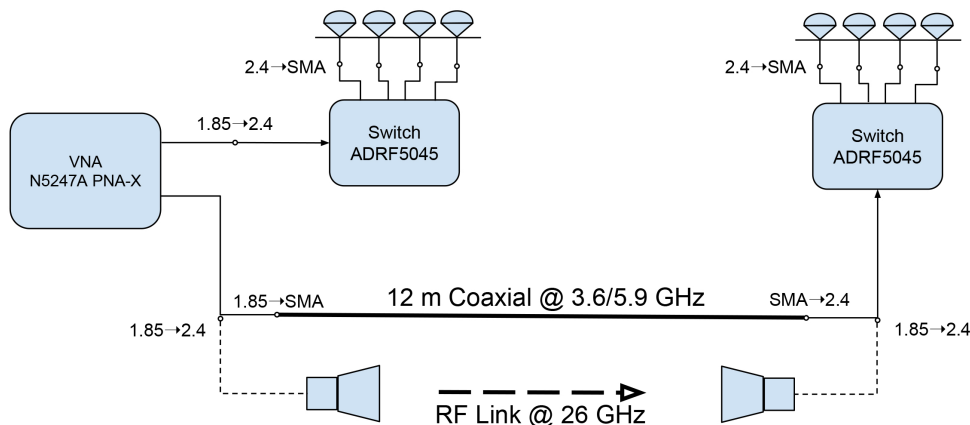 2.4→SMA
2.4→SMA
1.85→2.4
Switch
ADRF5045
Switch
ADRF5045
VNA
N5247A PNA-X
1.85→SMA
12 m Coaxial @ 3.6/5.9 GHz
SMA→2.4
1.85→2.4
1.85→2.4
RF Link @ 26 GHz